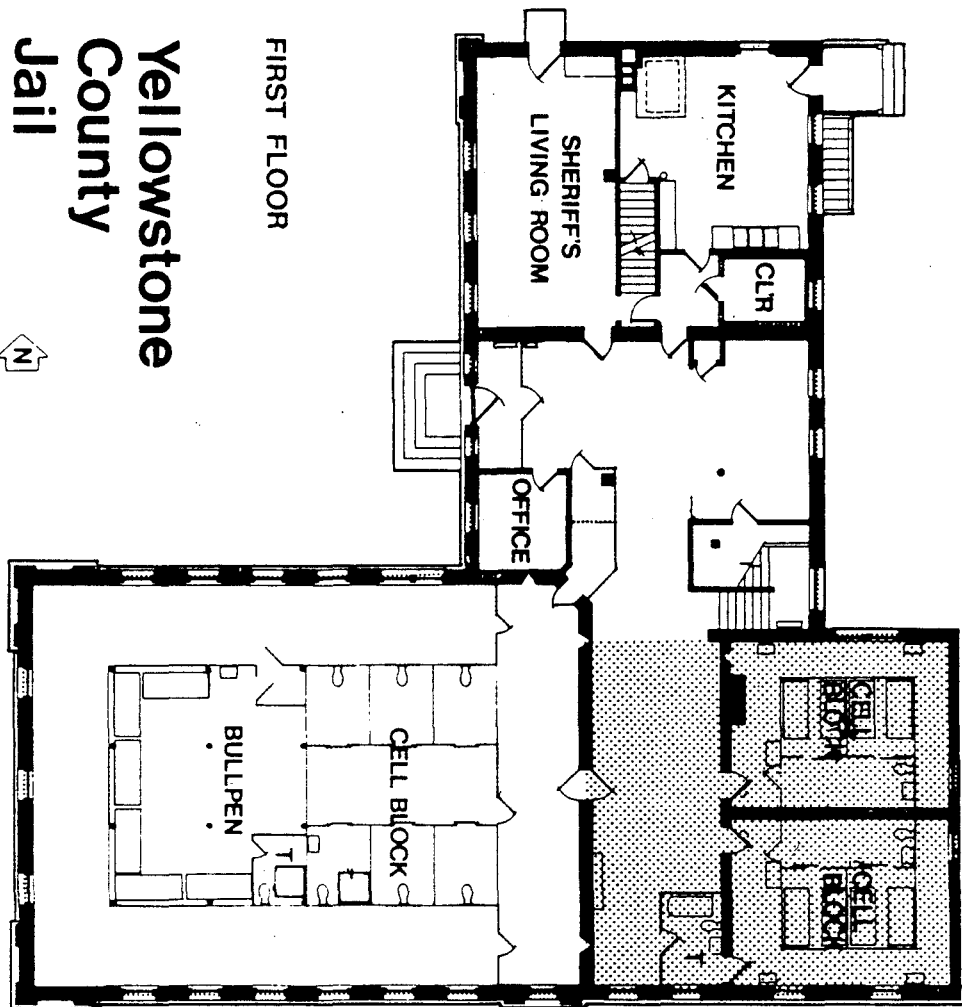 Yellowstone
County
Jail
N
FIRST FLOOR
KITCHEN
SHERIFF'S
LIVING ROOM
CL'R
OFFICE
CELL
BLOCK
CELL
BLOCK
T
CELL BLOCK
BULLPEN
T